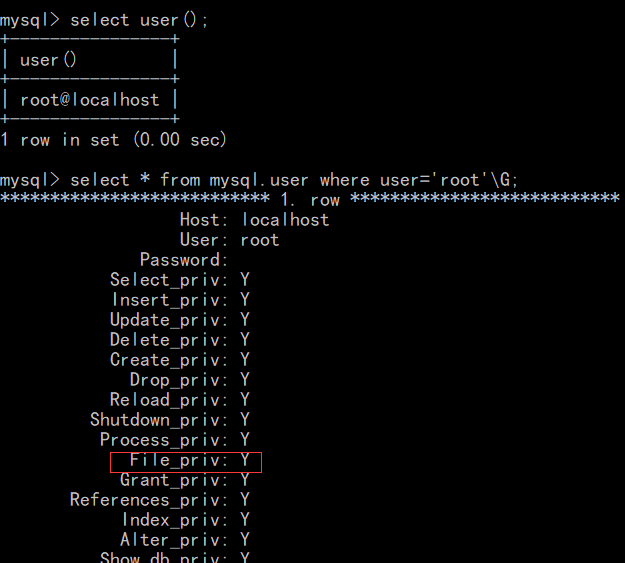 mysql> select user();
+----------------+
| user()         |
+----------------+
| root@localhost |
+----------------+
1 row in set (0.00 sec)
mysql> select * from mysql.user where user='root'\G;
*************************** 1. row ***************************
                  Host: localhost
                  User: root
              Password:
           Select_priv: Y
           Insert_priv: Y
           Update_priv: Y
           Delete_priv: Y
           Create_priv: Y
             Drop_priv: Y
           Reload_priv: Y
         Shutdown_priv: Y
          Process_priv: Y
             File_priv: Y
            Grant_priv: Y
       References_priv: Y
            Index_priv: Y
            Alter_priv: Y
          Show_db_priv: Y